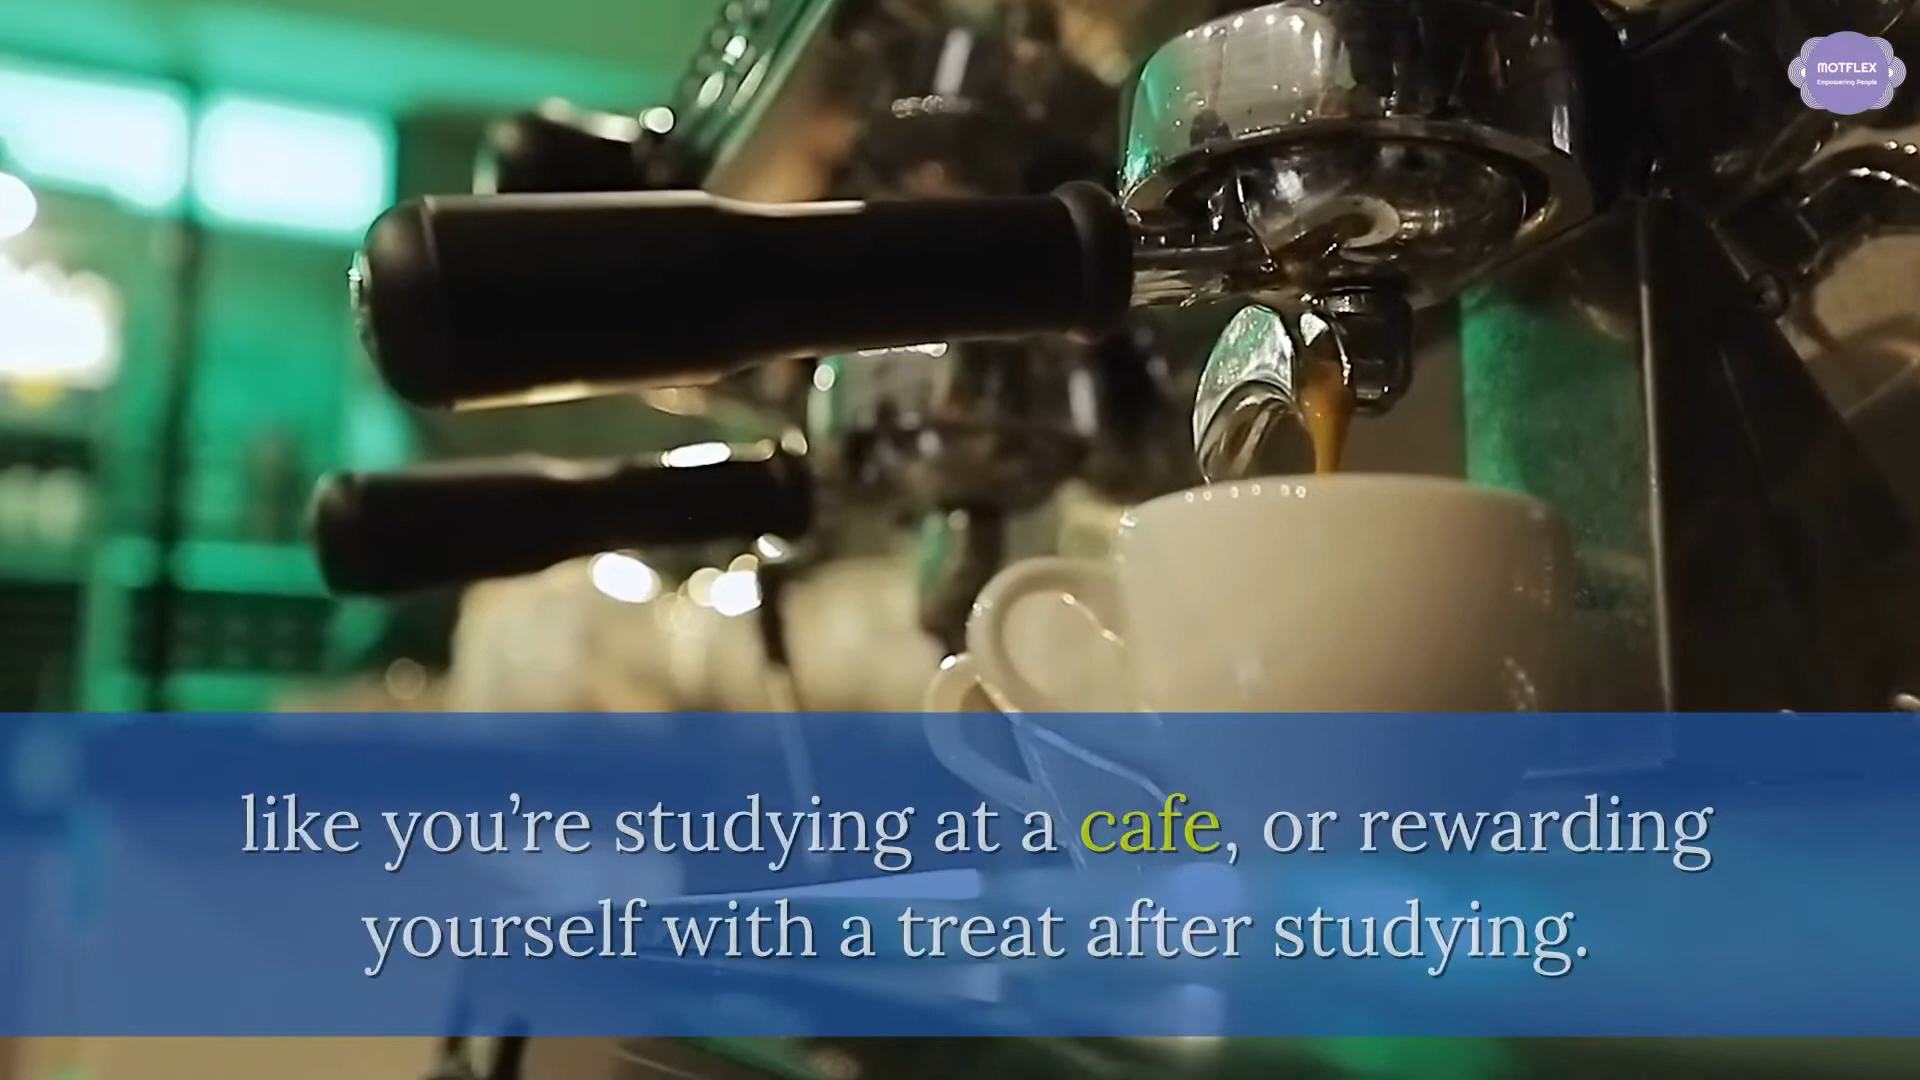 MOTFLEX
Empowering People
like you’re studying at a cafe, or rewarding
yourself with a treat after studying.